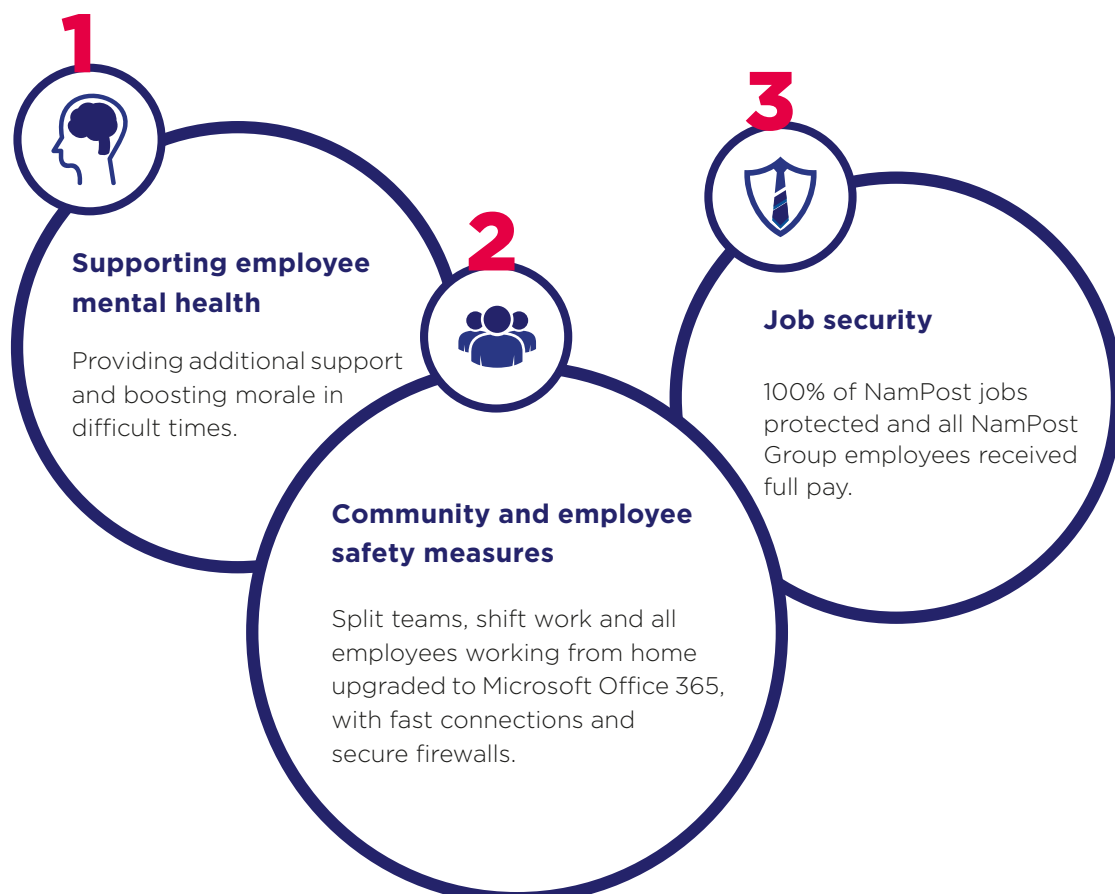 1
Supporting employee
mental health
Providing additional support
and boosting morale in
difficult times.
2
Community and employee
safety measures
Split teams, shift work and all
employees working from home
upgraded to Microsoft Office 365,
with fast connections and
secure firewalls.
3
Job security
100% of NamPost jobs
protected and all NamPost
Group employees received
full pay.